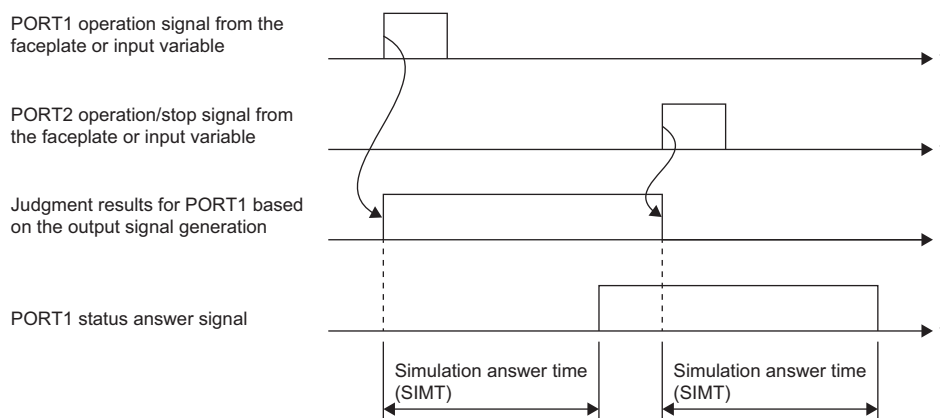 PORT1 operation signal from the
faceplate or input variable
PORT2 operation/stop signal from
the faceplate or input variable
Judgment results for PORT1 based
on the output signal generation
PORT1 status answer signal
Simulation answer time
(SIMT)
Simulation answer time
(SIMT)